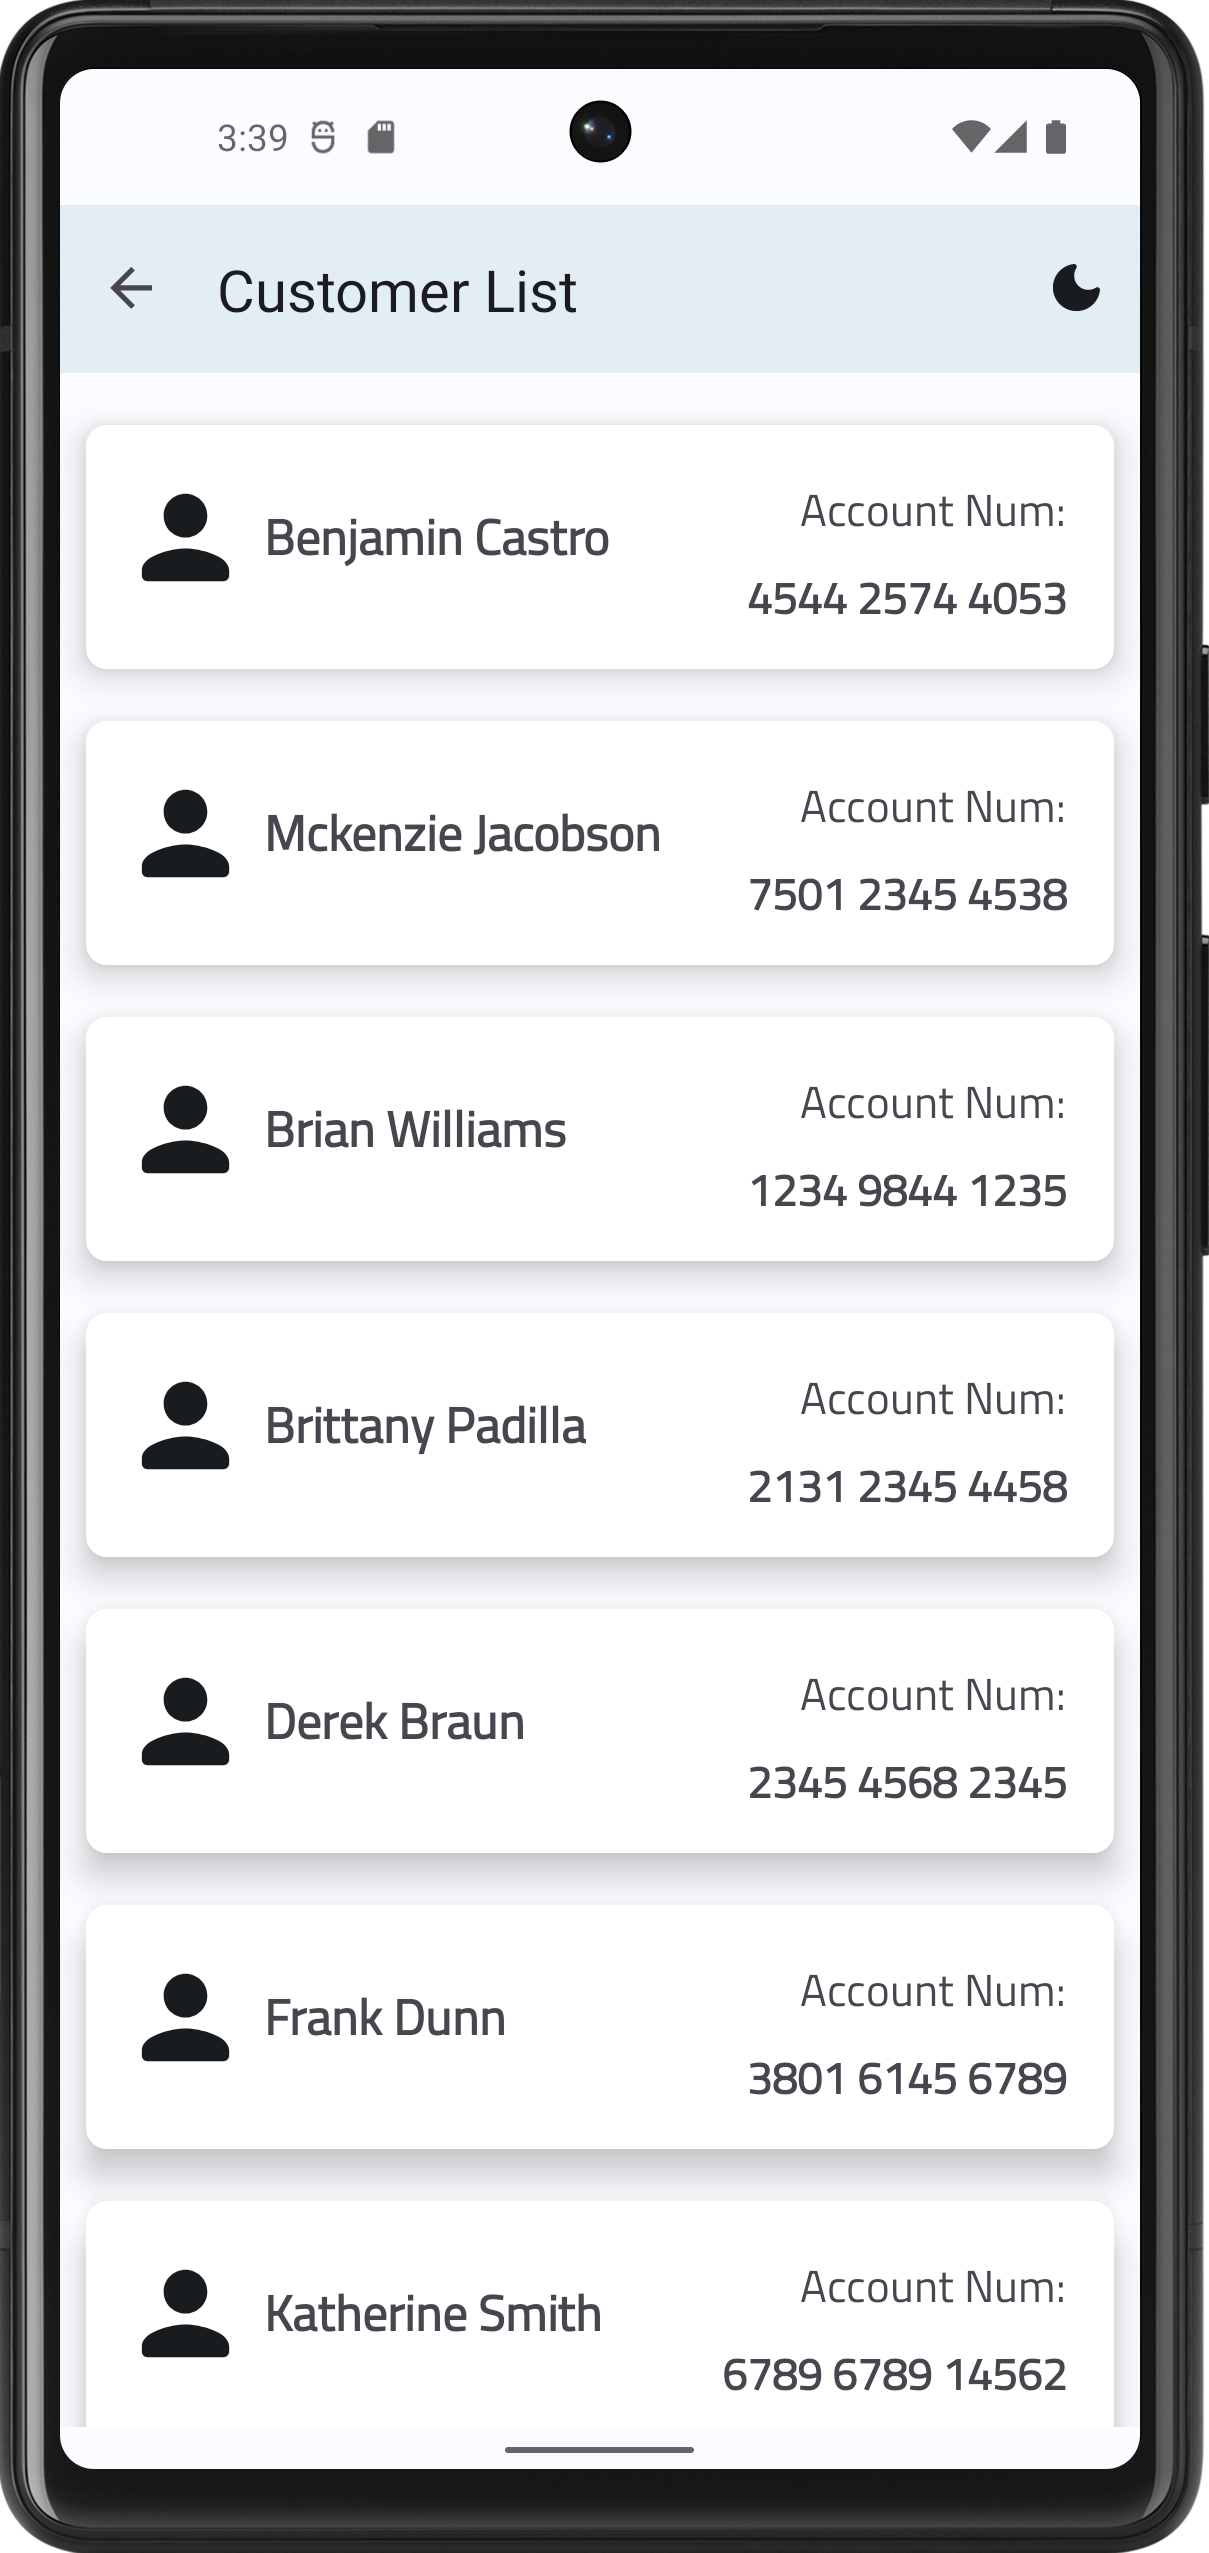 3:39
Customer List
Benjamin Castro
Account Num:
4544 2574 4053
Mckenzie Jacobson
Account Num:
7501 2345 4538
Brian Williams
Account Num:
1234 9844 1235
Brittany Padilla
Account Num:
2131 2345 4458
Derek Braun
Account Num:
2345 4568 2345
Frank Dunn
Account Num:
3801 6145 6789
Katherine Smith
Account Num:
6789 6789 14562